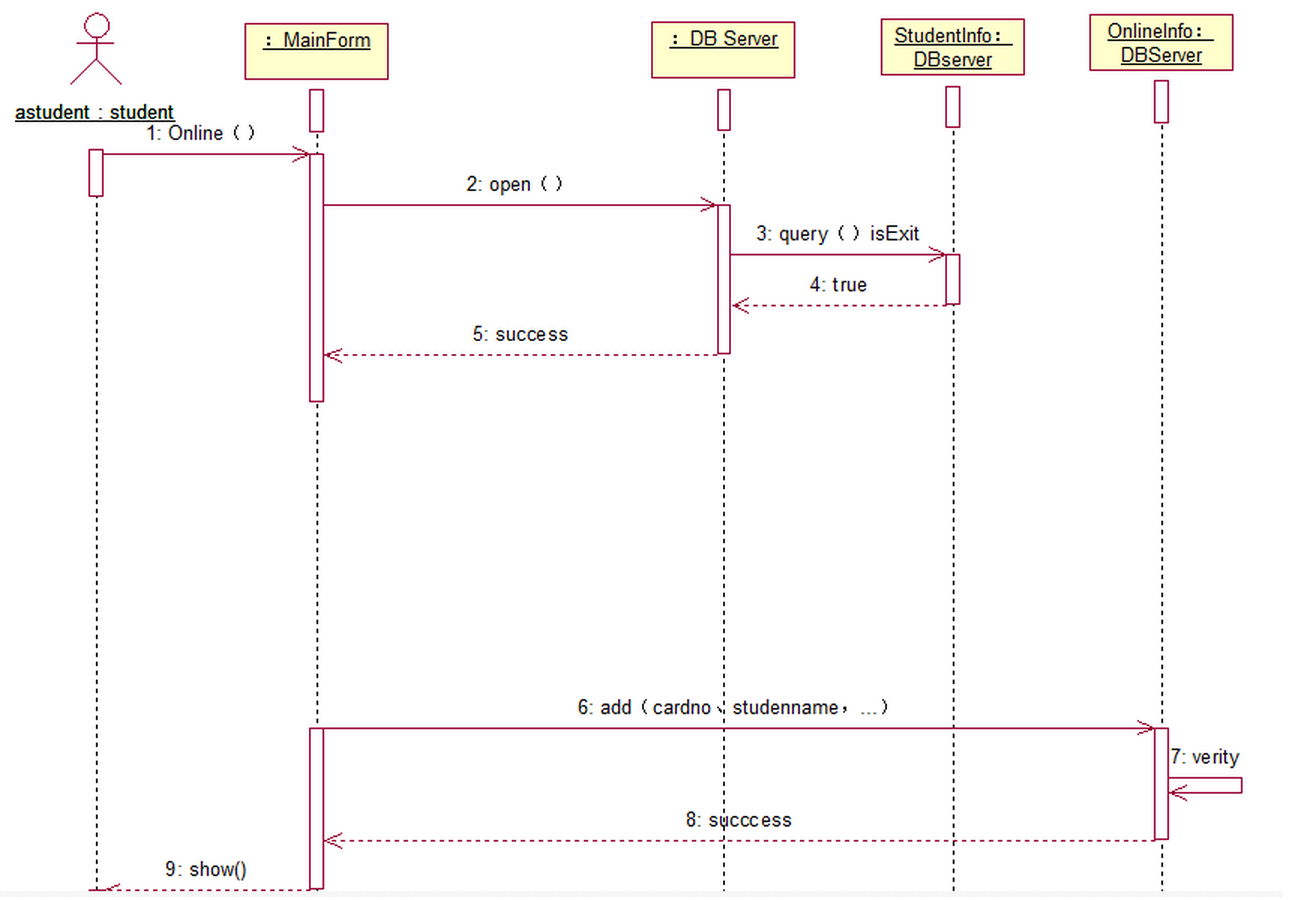 : MainForm
: DB Server
StudentInfo:
DBserver
OnlineInfo:
DBServer
astudent : student
1: Online（）
2: open（）
3: query（）isExit
4: true
5: success
6: add（cardno、studenname，...）
7: verity
8: succcess
9: show()